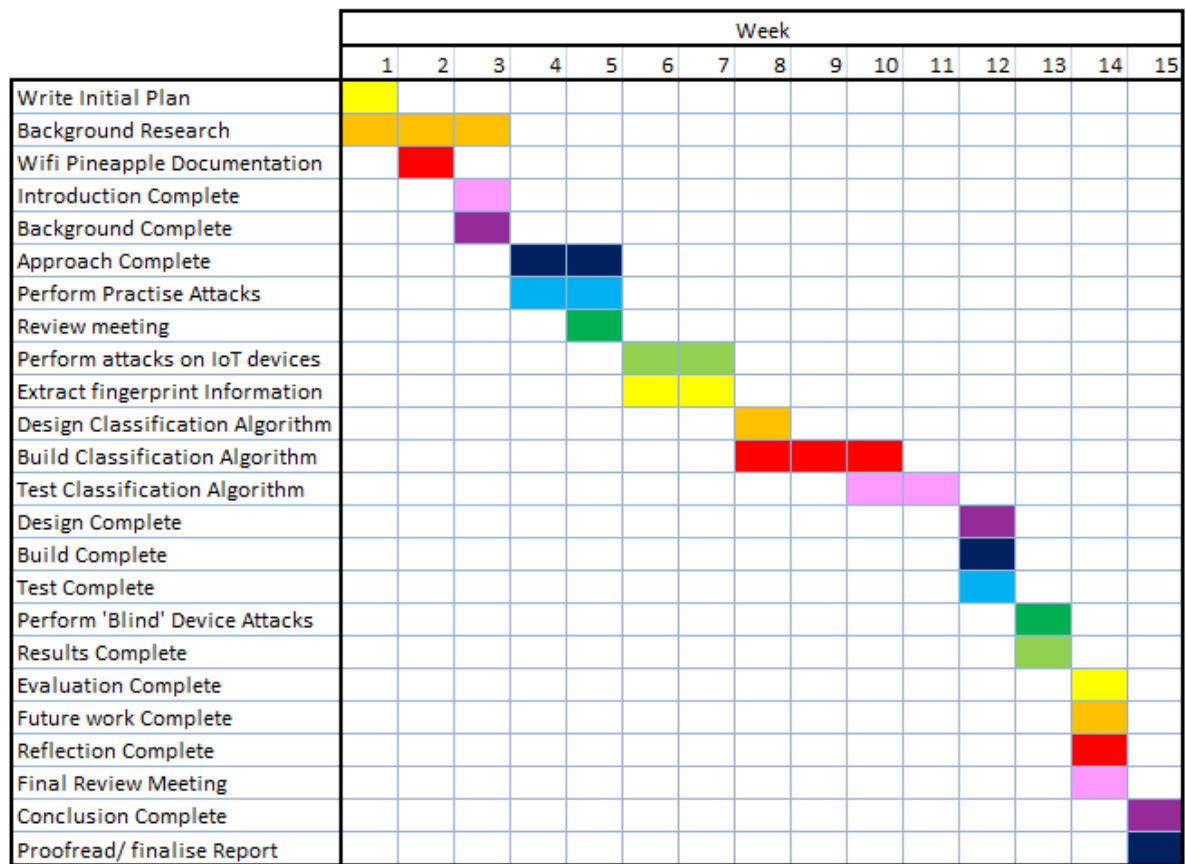 Week
1 2 3 4 5 6 7 8 9 10 11 12 13 14 15
Write Initial Plan
Background Research
Wifi Pineapple Documentation
Introduction Complete
Background Complete
Approach Complete
Perform Practise Attacks
Review meeting
Perform attacks on IoT devices
Extract fingerprint Information
Design Classification Algorithm
Build Classification Algorithm
Test Classification Algorithm
Design Complete
Build Complete
Test Complete
Perform 'Blind' Device Attacks
Results Complete
Evaluation Complete
Future work Complete
Reflection Complete
Final Review Meeting
Conclusion Complete
Proofread/ finalise Report